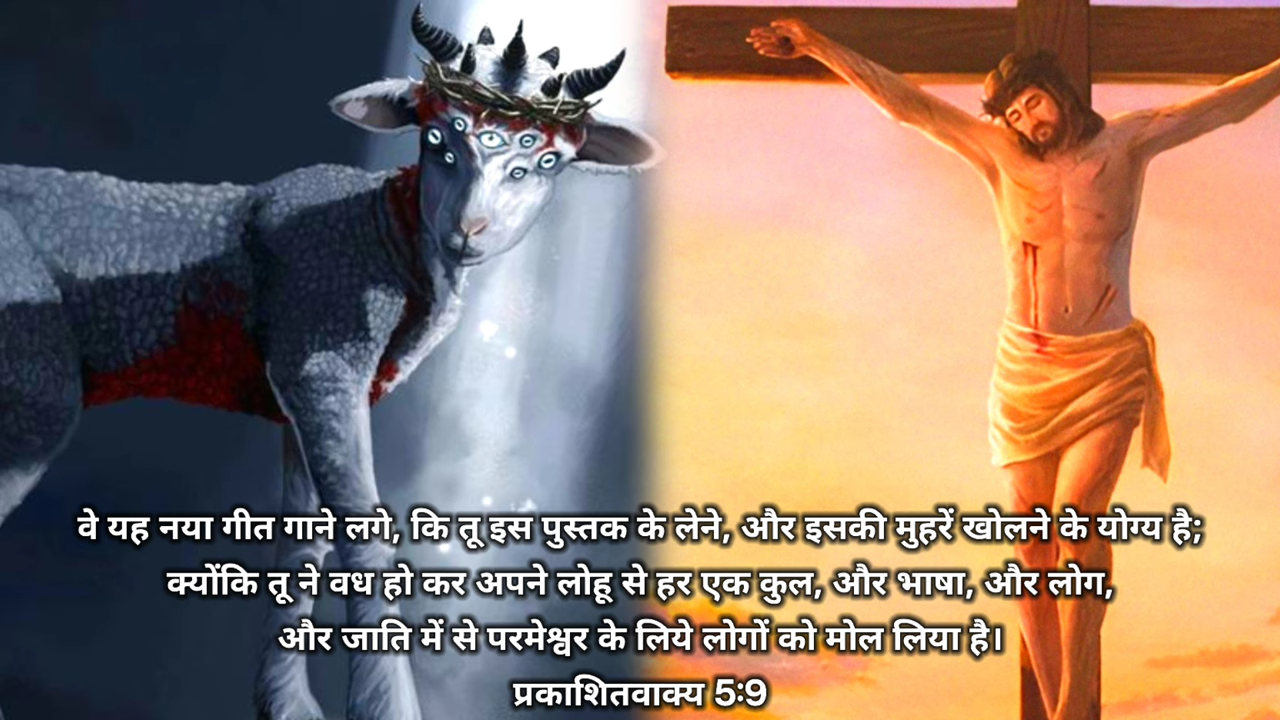 वे यह नया गीत गाने लगे, कि तू इस पुस्तक के लेने, और इसकी मुहरें खोलने के योग्य है;
क्योंकि तू ने वध हो कर अपने लोहू से हर एक कुल, और भाषा, और लोग,
और जाति में से परमेश्वर के लिये लोगों को मोल लिया है।
प्रकाशितवाक्य 5:9